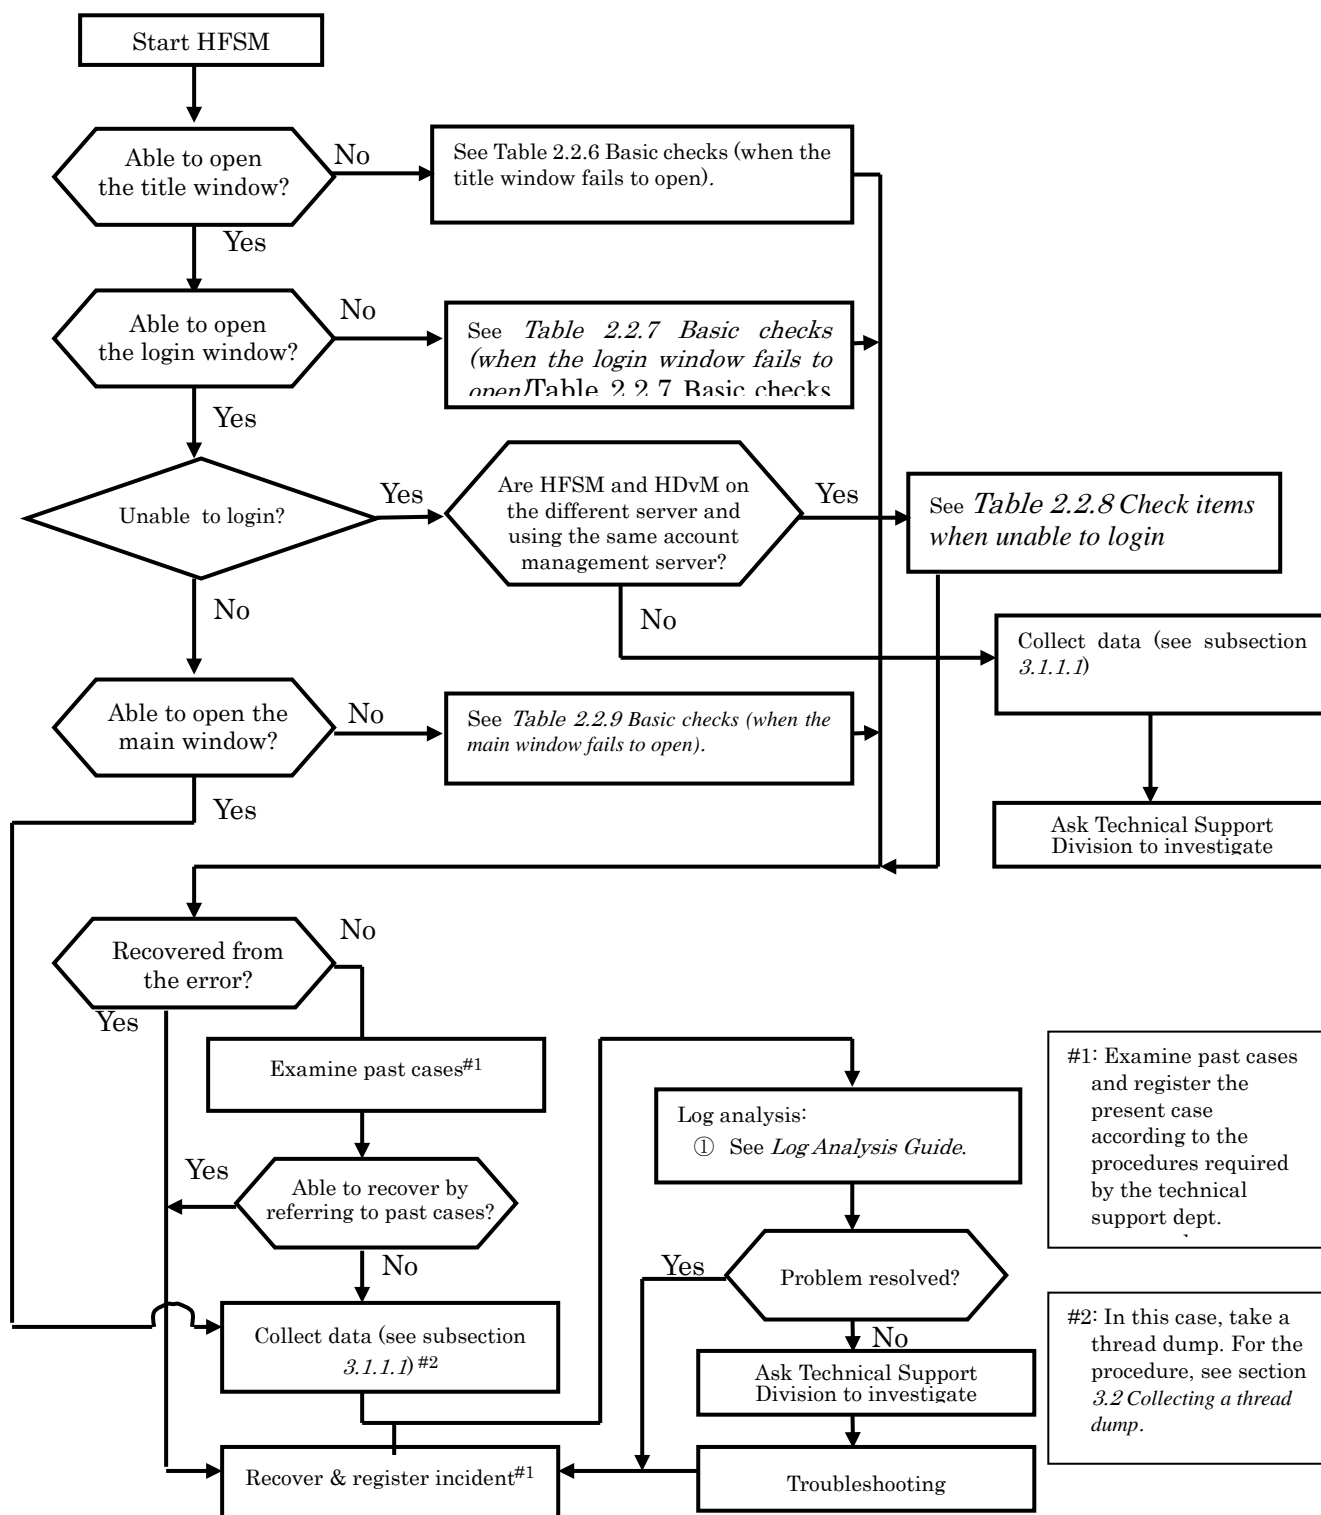 Start HFSM
Able to open
the title window?
No
See Table 2.2.6 Basic checks (when the
title window fails to open).
Yes
Able to open
the login window?
No
See Table 2.2.7 Basic checks
(when the login window fails to
open)Table 2.2.7 Basic checks
Yes
Unable to login?
Yes
Are HFSM and HDvM on
the different server and
using the same account
management server?
Yes
See Table 2.2.8 Check items
when unable to login
No
No
Collect data (see subsection
3.1.1.1)
Able to open the
main window?
No
See Table 2.2.9 Basic checks (when the
main window fails to open).
Yes
Ask Technical Support
Division to investigate
Recovered from
the error?
No
Yes
Examine past cases#1
Log analysis:
① See Log Analysis Guide.
#1: Examine past cases
and register the
present case
according to the
procedures required
by the technical
support dept.
Yes
Able to recover by
referring to past cases?
No
Yes
Problem resolved?
No
Collect data (see subsection
3.1.1.1) #2
Ask Technical Support
Division to investigate
#2: In this case, take a
thread dump. For the
procedure, see section
3.2 Collecting a thread
dump.
Recover & register incident#1
Troubleshooting